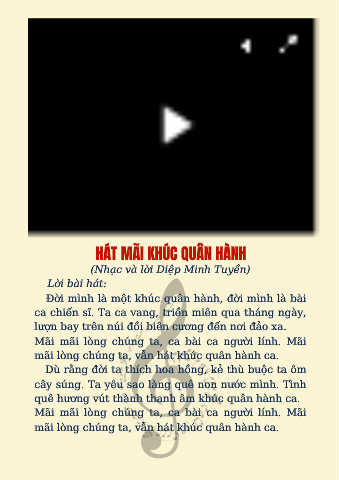 HÁT MÃI KHÚC QUÂN HÀNH
(Nhạc và lời Diệp Minh Tuyền)
Lời bài hát:
Đời mình là một khúc quân hành, đời mình là bài
ca chiến sĩ. Ta ca vang, triền miên qua tháng ngày,
lượn bay trên núi đồi biên cương đến nơi đảo xa.
Mãi mãi lòng chúng ta, ca bài ca người lính. Mãi
mãi lòng chúng ta, vẫn hát khúc quân hành ca.
Dù rằng đời ta thích hoa hồng, kẻ thù buộc ta ôm
cây súng. Ta yêu sao làng quê non nước mình. Tình
quê hương vút thành thanh âm khúc quân hành ca.
Mãi mãi lòng chúng ta, ca bài ca người lính. Mãi
mãi lòng chúng ta, vẫn hát khúc quân hành ca.